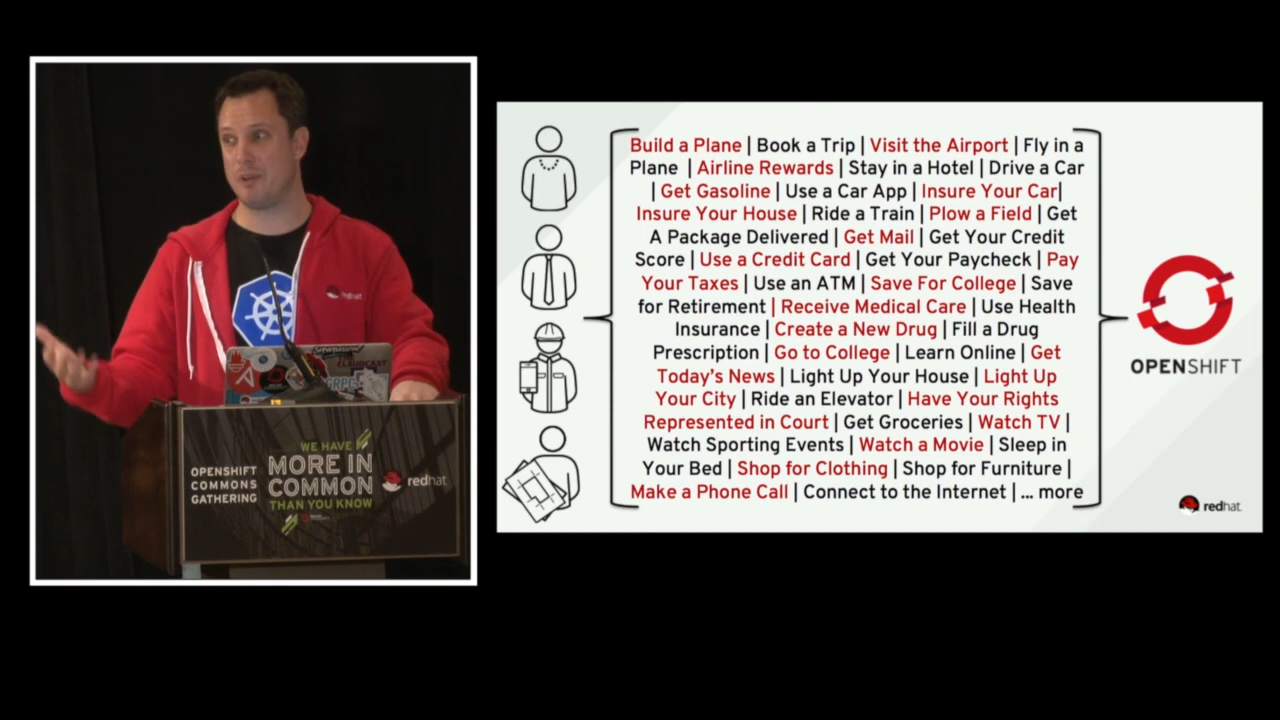 redhat
CLOUDCAST
GRPC
WE HAVE
MORE IN
COMMON
THAN YOU KNOW
OPENSHIFT
COMMONS
GATHERING
redhat
Build a Plane | Book a Trip | Visit the Airport | Fly in a
Plane | Airline Rewards | Stay in a Hotel | Drive a Car
| Get Gasoline | Use a Car App | Insure Your Car|
Insure Your House | Ride a Train | Plow a Field | Get
A Package Delivered | Get Mail | Get Your Credit
Score | Use a Credit Card | Get Your Paycheck | Pay
Your Taxes | Use an ATM | Save For College | Save
for Retirement | Receive Medical Care | Use Health
Insurance | Create a New Drug | Fill a Drug
Prescription | Go to College | Learn Online | Get
Today's News | Light Up Your House | Light Up
Your City | Ride an Elevator | Have Your Rights
Represented in Court | Get Groceries | Watch TV |
Watch Sporting Events | Watch a Movie | Sleep in
Your Bed | Shop for Clothing | Shop for Furniture |
Make a Phone Call | Connect to the Internet | ... more
OPENSHIFT
redhat.